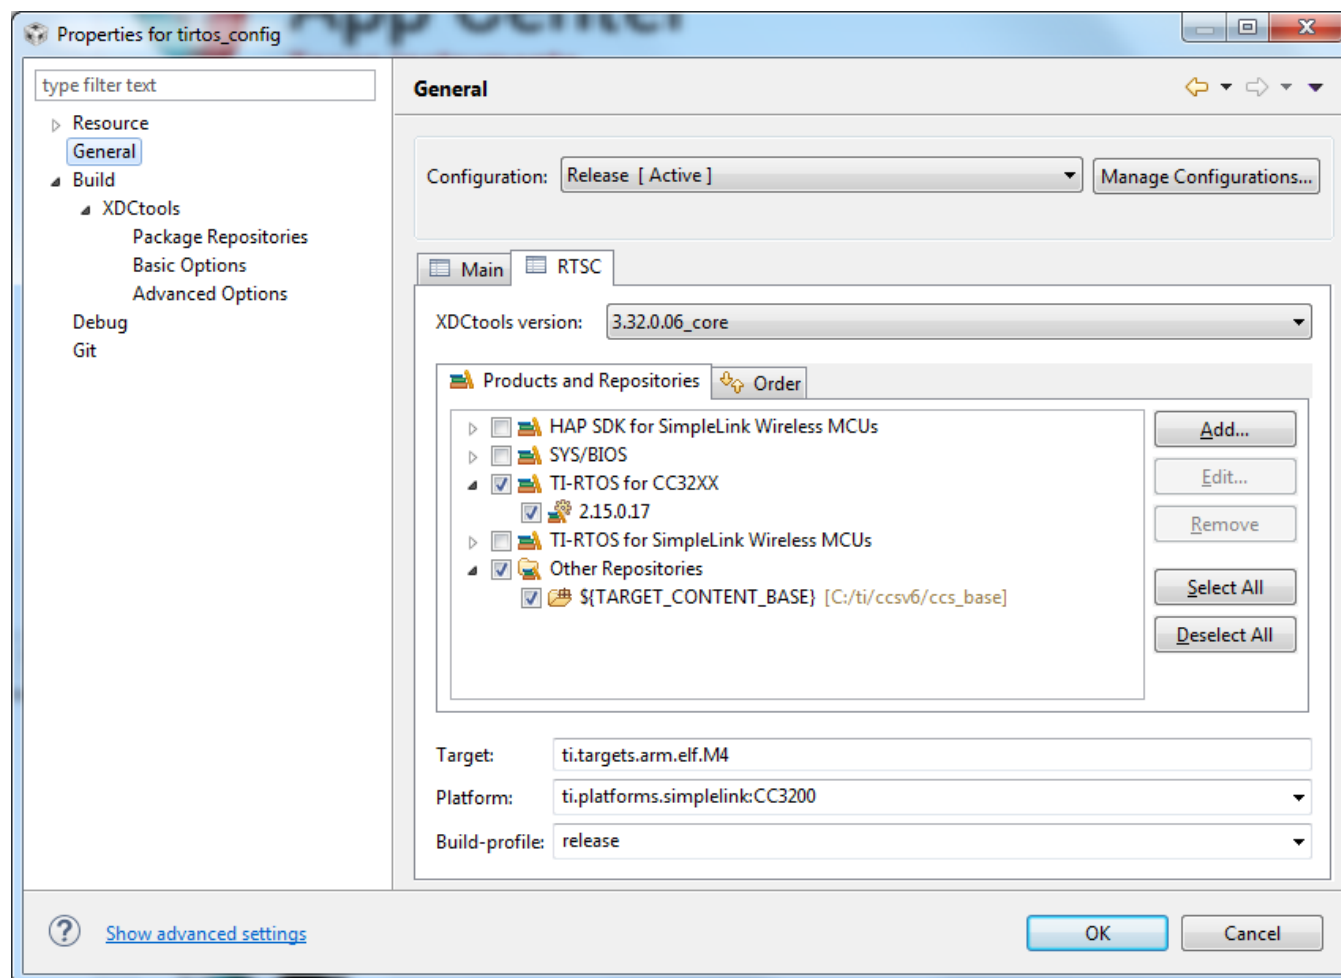 App Center
Properties for tirtos_config
type filter text
General
Resource
General
Build
XDCtools
Package Repositories
Basic Options
Advanced Options
Debug
Git
Configuration: Release [ Active ] Manage Configurations...
Main RTSC
XDCtools version: 3.32.0.06_core
Products and Repositories Order
HAP SDK for SimpleLink Wireless MCUs
SYS/BIOS
TI-RTOS for CC32XX
2.15.0.17
TI-RTOS for SimpleLink Wireless MCUs
Other Repositories
${TARGET_CONTENT_BASE} [C:/ti/ccsv6/ccs_base]
Add...
Edit...
Remove
Select All
Deselect All
Target: ti.targets.arm.elf.M4
Platform: ti.platforms.simplelink:CC3200
Build-profile: release
? Show advanced settings OK Cancel